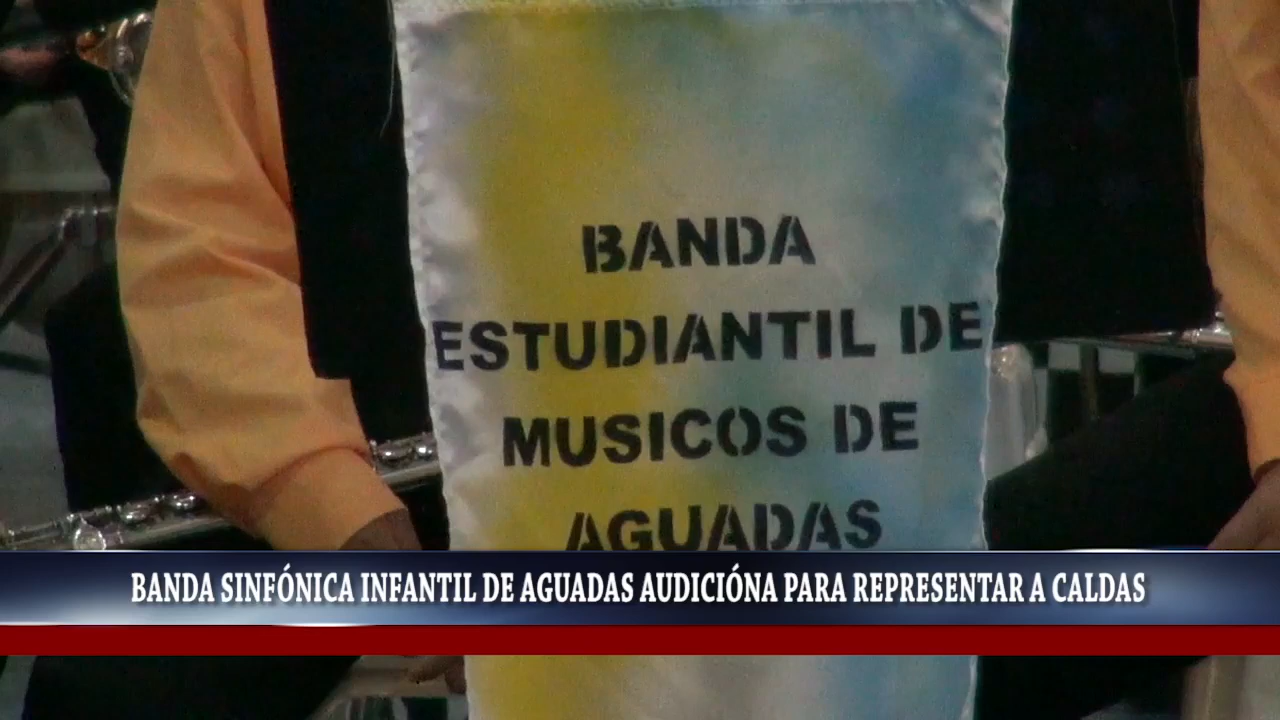 BANDA
ESTUDIANTIL DE
MUSICOS DE
AGUADAS
BANDA SINFÓNICA INFANTIL DE AGUADAS AUDICIÓNA PARA REPRESENTAR A CALDAS